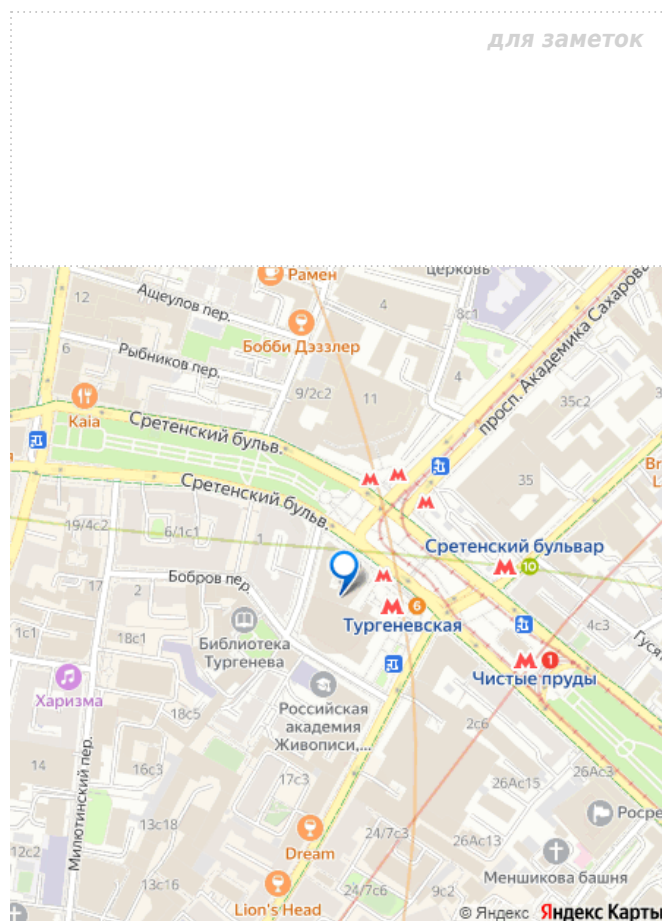 для заметок
Рамен
церковь
Ащеулов пер.
12
4
8с1
Бобби Дэззлер
просп. Академика Сахарова
6
Рыбников пер.
4
9/2с2
11
35с2
Kaia
Сретенский бульв.
Сретенский бульв.
35
19/4с2
6/1с1
1
Сретенский бульвар
10
Бобров пер.
2
6
Тургеневская
4с3
1с1
18с1
Библиотека
Тургенева
1
Чистые пруды
Харизма
18с5
Российская
академия
Живописи,...
2с6
Милютинский пер.
14
16с3
17с3
26Ас15
26Ас3
13с18
24/7с3
Dream
26Ас13
12с2
Меншикова башня
13с16
24/7с6
9с2
Lion's Head
© Яндекс Яндекс Карты